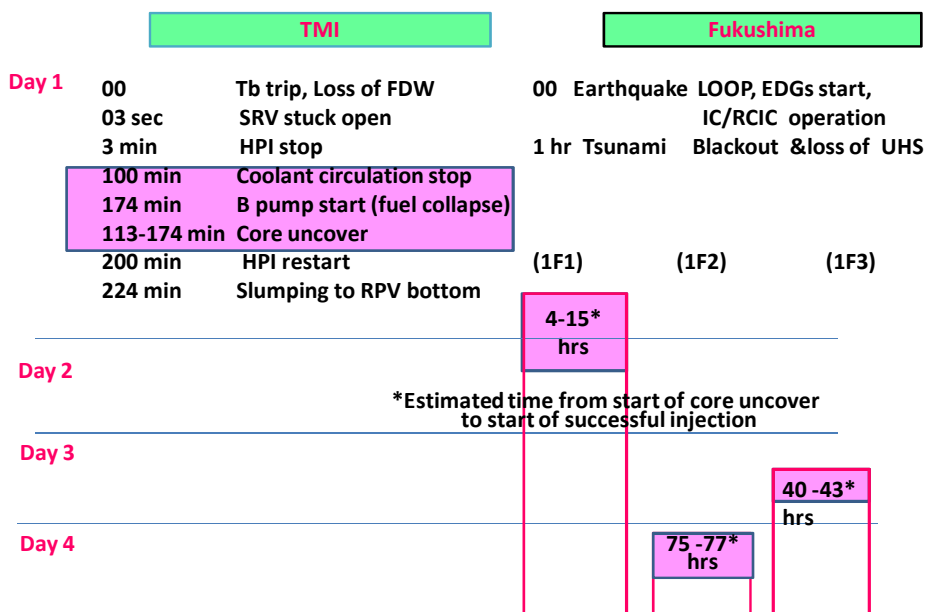 TMI
Fukushima
Day 1
00 Tb trip, Loss of FDW
03 sec SRV stuck open
3 min HPI stop
100 min Coolant circulation stop
174 min B pump start (fuel collapse)
113-174 min Core uncover
200 min HPI restart
224 min Slumping to RPV bottom
00 Earthquake LOOP, EDGs start,
IC/RCIC operation
1 hr Tsunami Blackout &loss of UHS
(1F1) (1F2) (1F3)
4-15*
hrs
Day 2
*Estimated time from start of core uncover
to start of successful injection
Day 3
40 -43*
hrs
Day 4
75 -77*
hrs